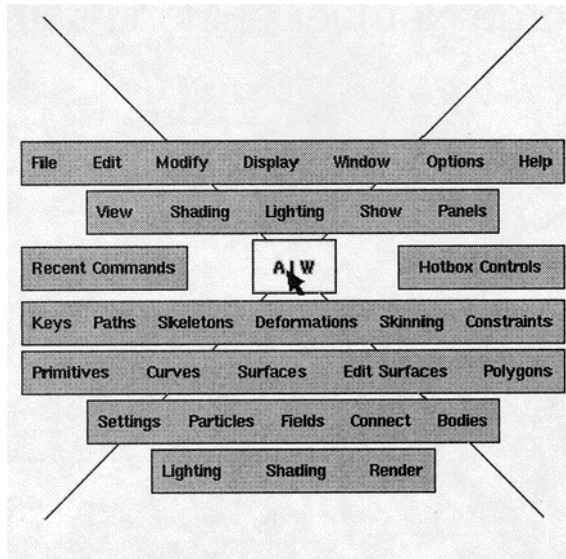 File Edit Modify Display Window Options Help
View Shading Lighting Show Panels
Recent Commands A|W Hotbox Controls
Keys Paths Skeletons Deformations Skinning Constraints
Primitives Curves Surfaces Edit Surfaces Polygons
Settings Particles Fields Connect Bodies
Lighting Shading Render